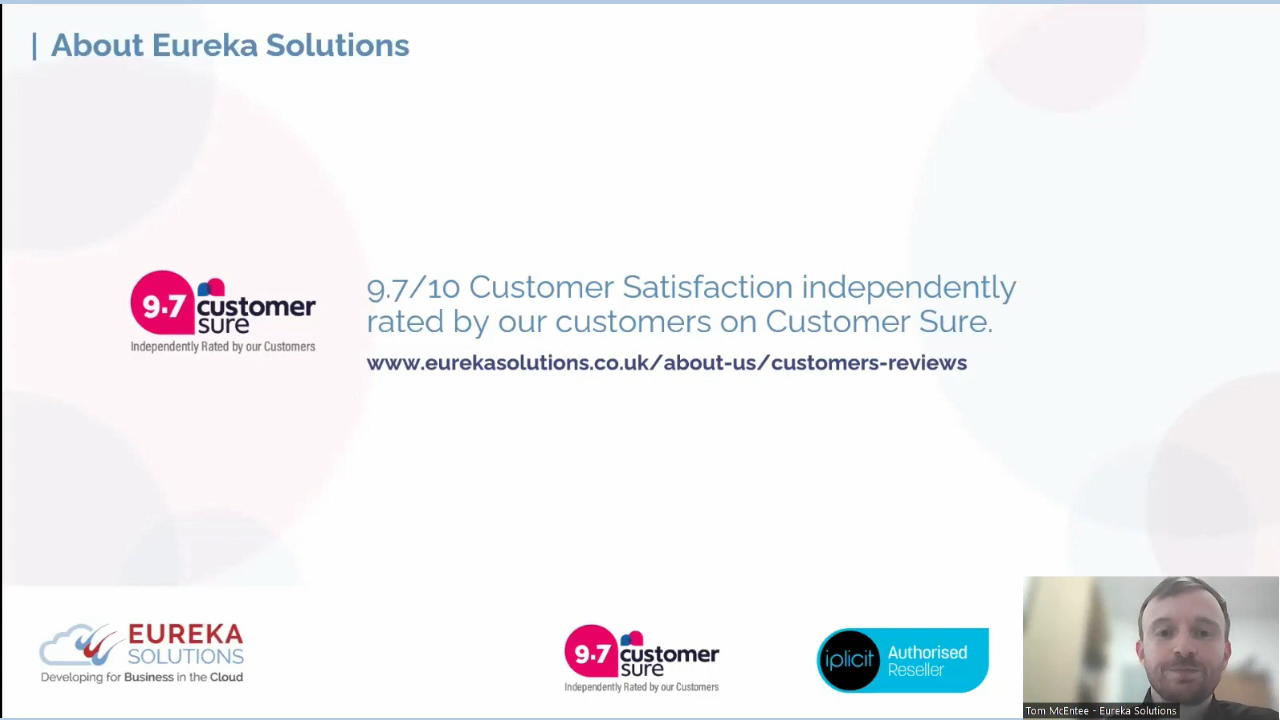 | About Eureka Solutions
9.7 customer
sure
Independently Rated by our Customers
9.7/10 Customer Satisfaction independently
rated by our customers on Customer Sure.
www.eurekasolutions.co.uk/about-us/customers-reviews
EUREKA
SOLUTIONS
Developing for Business in the Cloud
9.7 customer
sure
Independently Rated by our Customers
iplicit Authorised
Reseller
Tom McEntee - Eureka Solutions